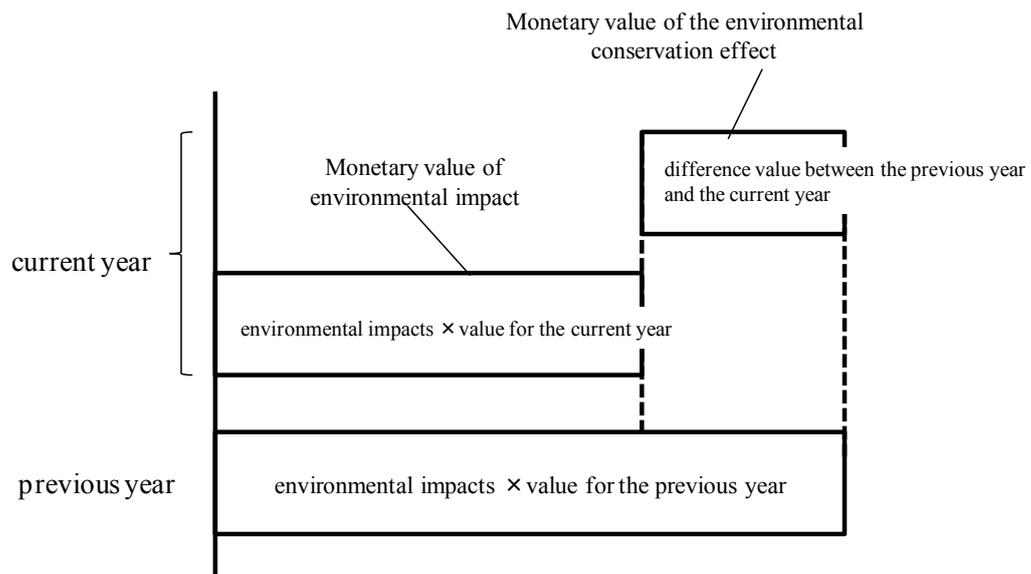 Monetary value of the environmental
conservation effect
Monetary value of
environmental impact
difference value between the previous year
and the current year
current year
environmental impacts × value for the current year
previous year
environmental impacts × value for the previous year